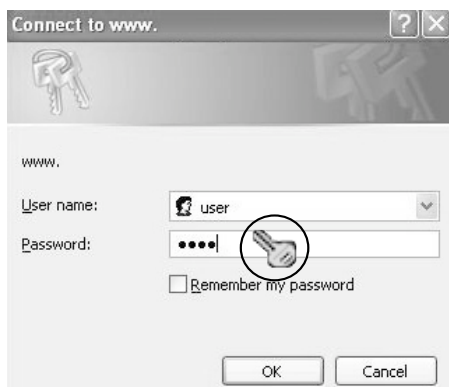 Connect to www.
www.
User name:
user
Password:
••••
Remember my password
OK
Cancel